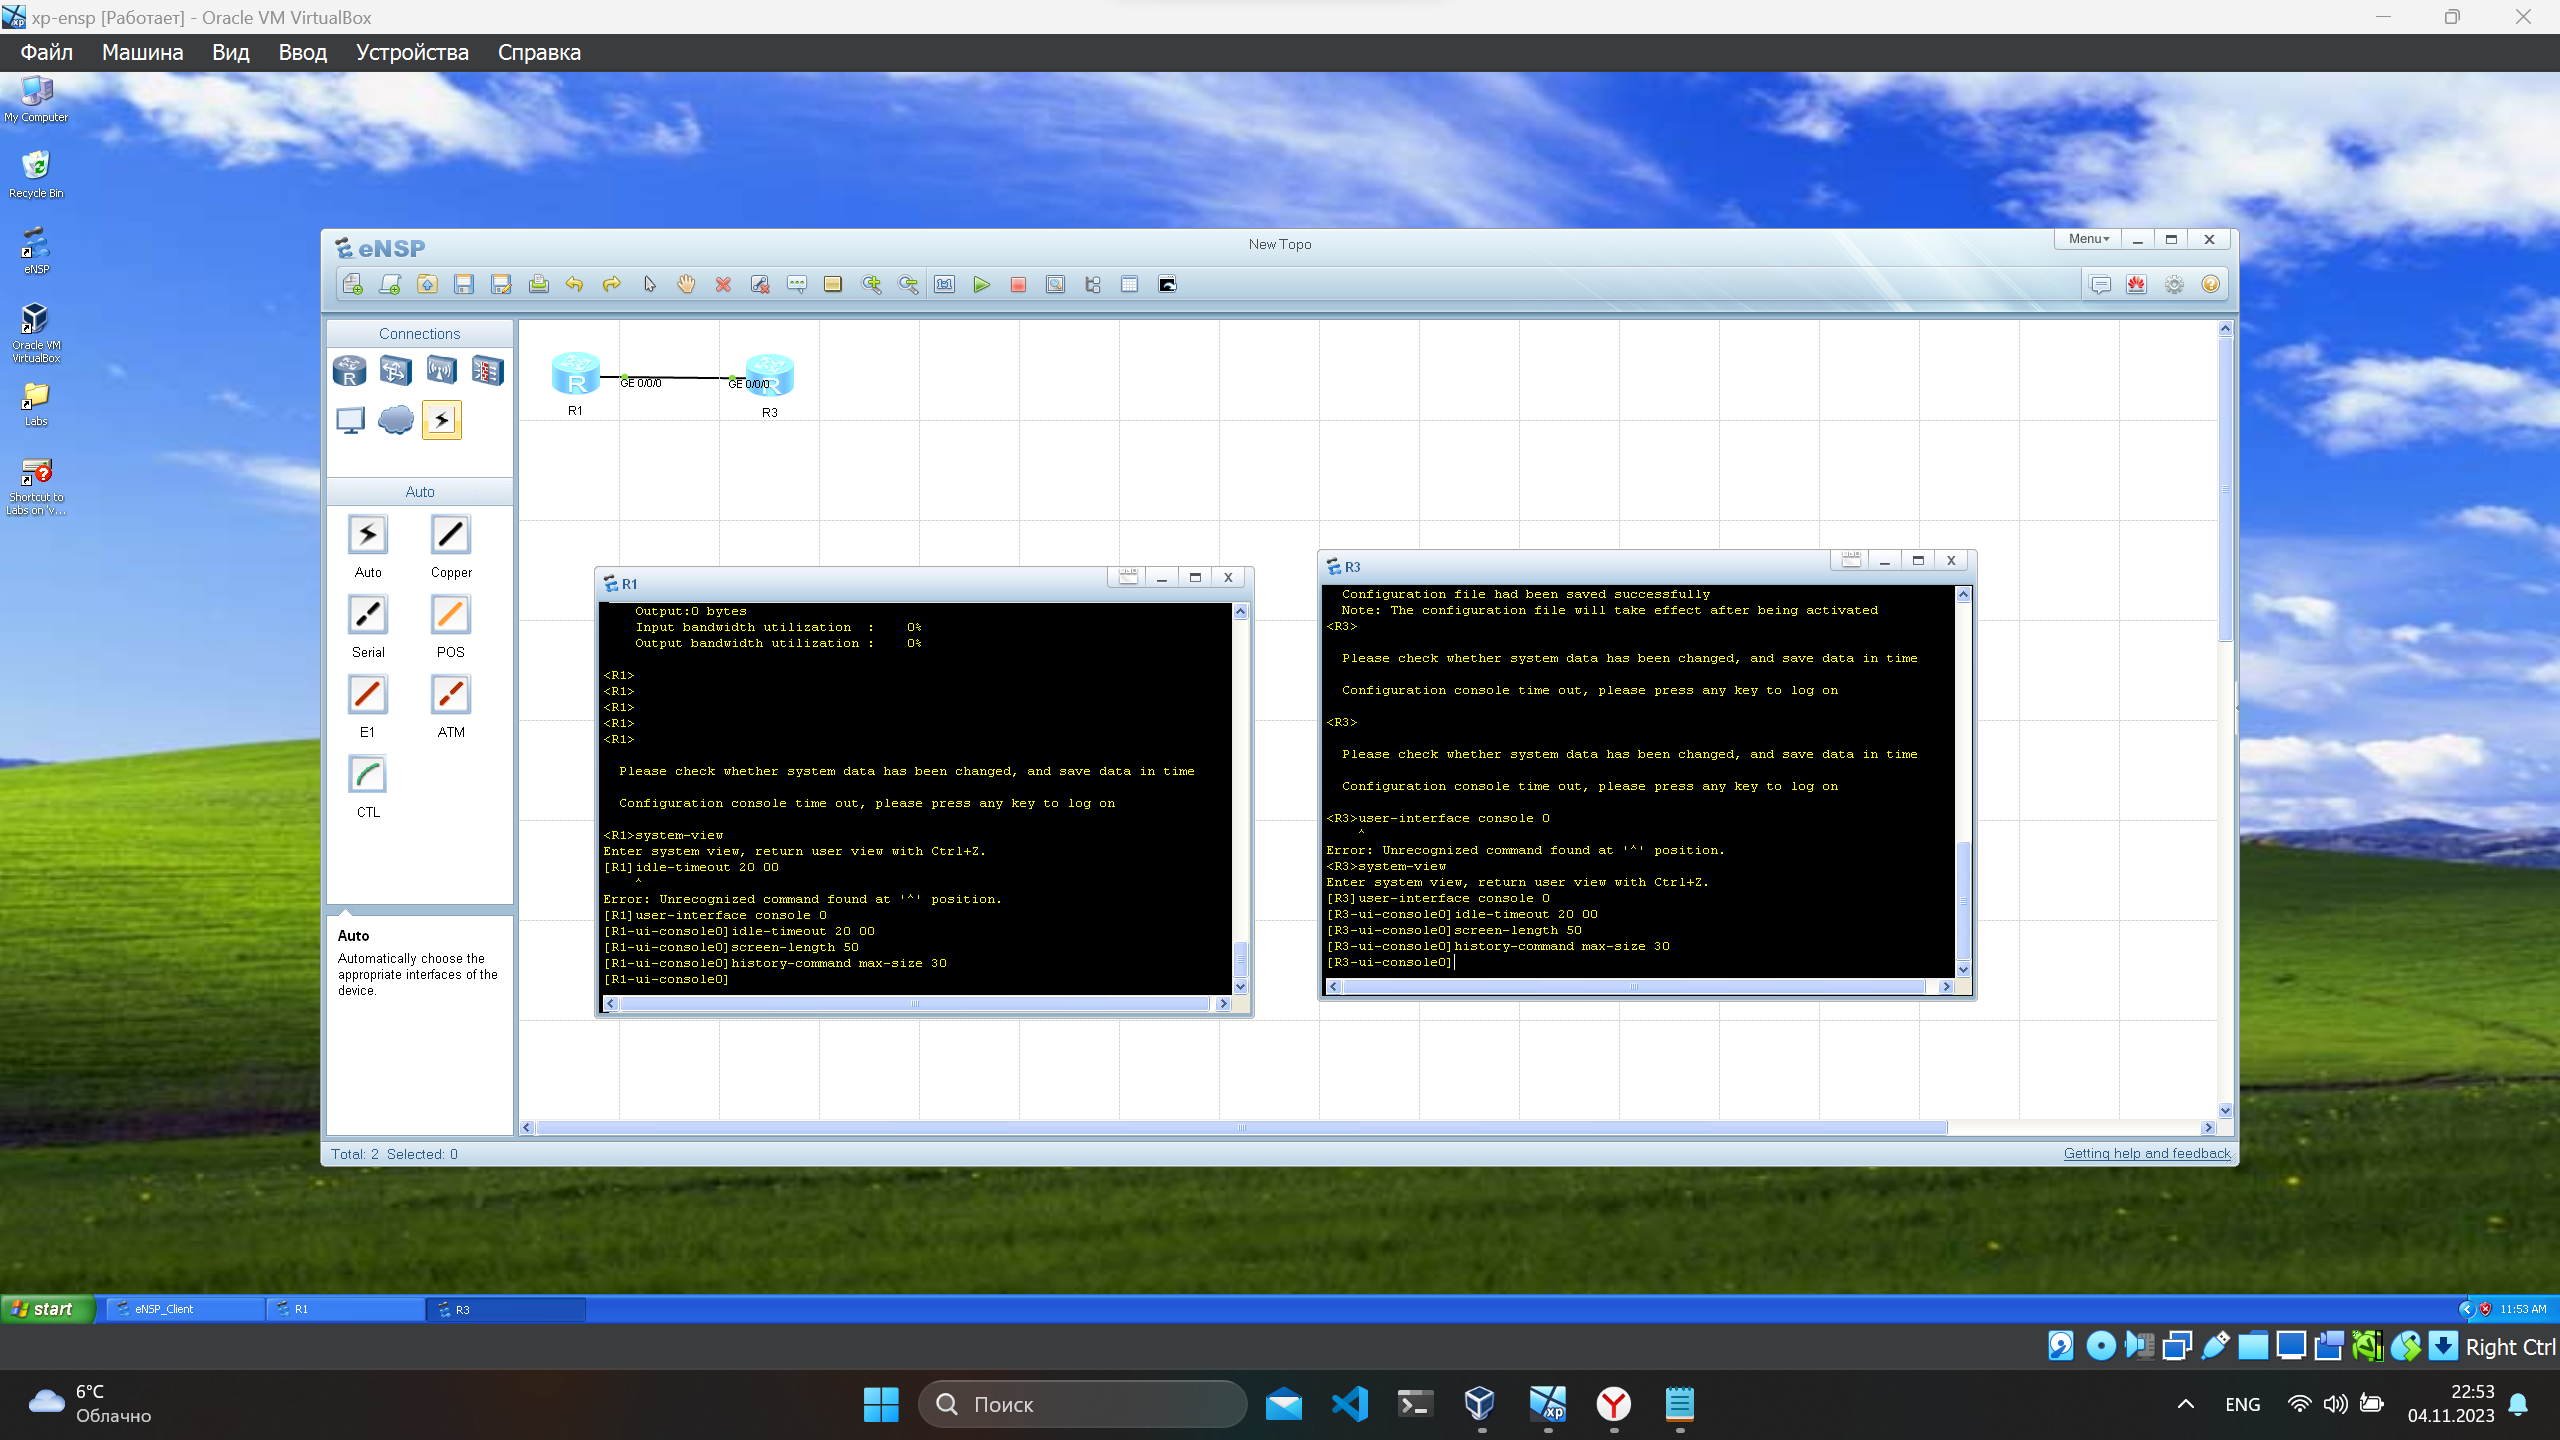 xp-ensp [Работает] - Oracle VM VirtualBox
Файл Машина Вид Ввод Устройства Справка
My Computer
Recycle Bin
eNSP
Oracle VM
VirtualBox
Labs
Shortcut to
Labs on 'v...
eNSP
New Topo
Menu
Connections
Auto
Auto Copper
Serial POS
E1 ATM
CTL
Auto
Automatically choose the
appropriate interfaces of the
device.
GE 0/0/0 GE 0/0/0
R1 R3
R1
Output:0 bytes
Input bandwidth utilization : 0%
Output bandwidth utilization : 0%
<R1>
<R1>
<R1>
<R1>
<R1>
Please check whether system data has been changed, and save data in time
Configuration console time out, please press any key to log on
<R1>system-view
Enter system view, return user view with Ctrl+Z.
[R1]idle-timeout 20 00
^
Error: Unrecognized command found at '^' position.
[R1]user-interface console 0
[R1-ui-console0]idle-timeout 20 00
[R1-ui-console0]screen-length 50
[R1-ui-console0]history-command max-size 30
[R1-ui-console0]
R3
Configuration file had been saved successfully
Note: The configuration file will take effect after being activated
<R3>
Please check whether system data has been changed, and save data in time
Configuration console time out, please press any key to log on
<R3>
Please check whether system data has been changed, and save data in time
Configuration console time out, please press any key to log on
<R3>user-interface console 0
^
Error: Unrecognized command found at '^' position.
<R3>system-view
Enter system view, return user view with Ctrl+Z.
[R3]user-interface console 0
[R3-ui-console0]idle-timeout 20 00
[R3-ui-console0]screen-length 50
[R3-ui-console0]history-command max-size 30
[R3-ui-console0]
Total: 2 Selected: 0
Getting help and feedback
start
eNSP_Client
R1
R3
11:53 AM
Right Ctrl
6°C
Облачно
Поиск
ENG
22:53
04.11.2023